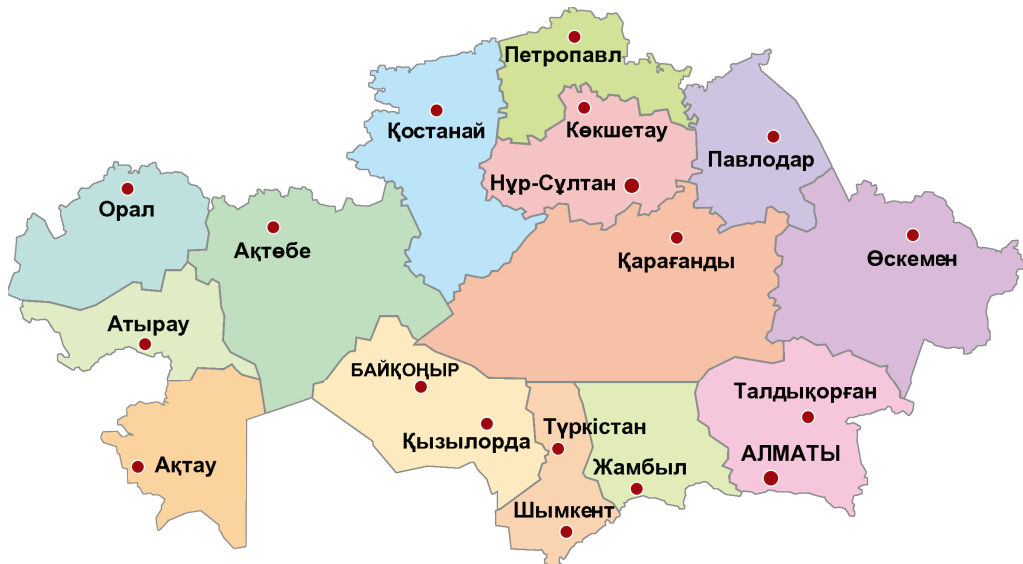 Петропавл
Қостанай
Көкшетау
Павлодар
Нұр-Сұлтан
Орал
Ақтөбе
Қарағанды
Өскемен
Атырау
БАЙҚОҢЫР
Талдықорған
Түркістан
Қызылорда
АЛМАТЫ
Ақтау
Жамбыл
Шымкент